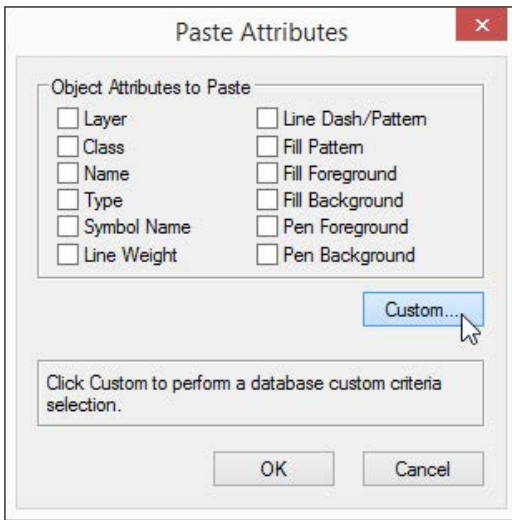 Paste Attributes
Object Attributes to Paste
Layer
Class
Name
Type
Symbol Name
Line Weight
Line Dash/Pattern
Fill Pattern
Fill Foreground
Fill Background
Pen Foreground
Pen Background
Custom...
Click Custom to perform a database custom criteria
selection.
OK
Cancel